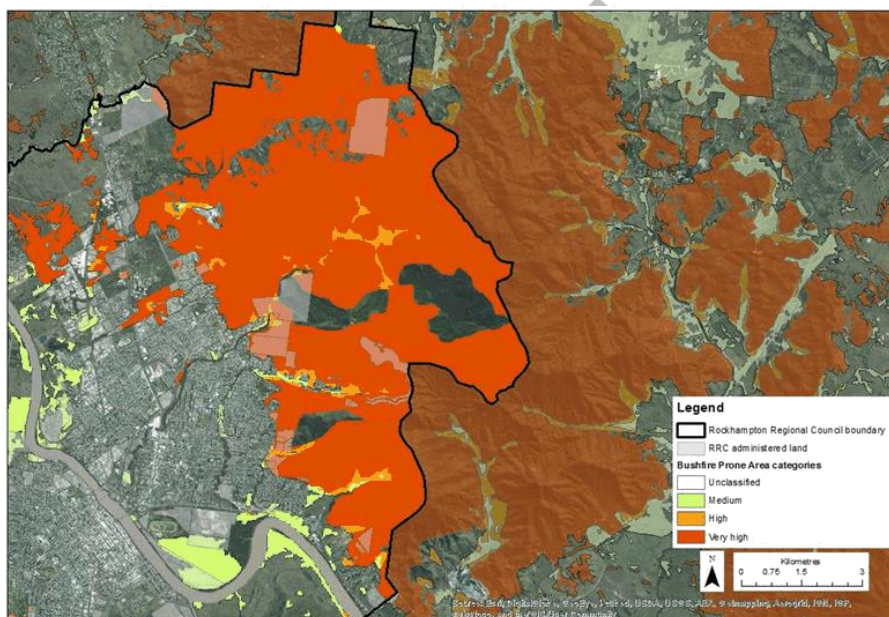 Legend
Rockhampton Regional Council boundary
RRC administered land
Bushfire Prone Area categories
Unclassified
Medium
High
Very high
N
Kilometres
0 0.75 1.5 3